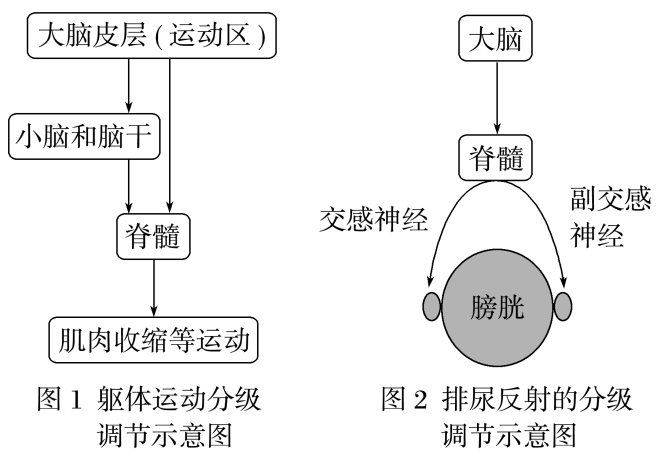 大脑皮层(运动区)
小脑和脑干
脊髓
肌肉收缩等运动
图1 躯体运动分级
调节示意图
大脑
脊髓
交感神经
副交感
神经
膀胱
图2 排尿反射的分级
调节示意图